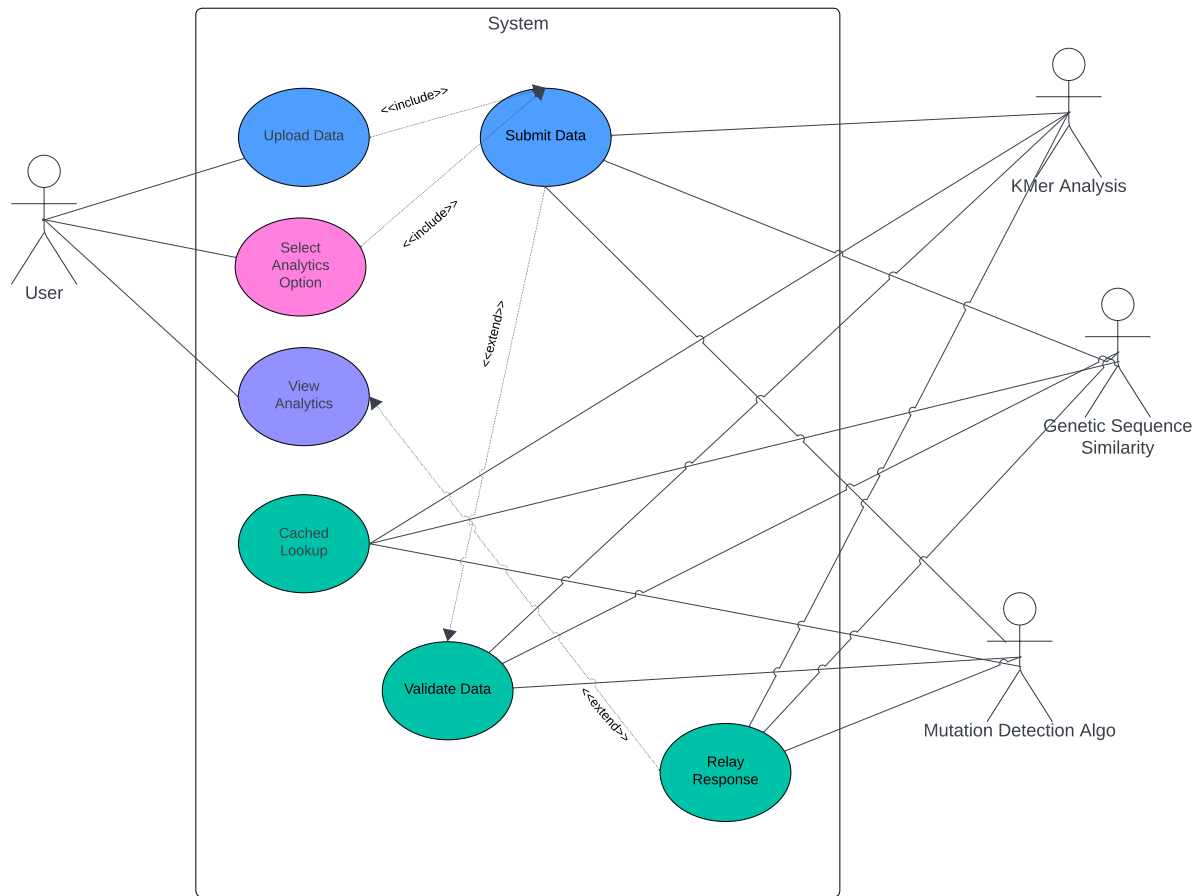 System
<<include>>
Upload Data
Submit Data
KMer Analysis
<<include>>
Select
Analytics
Option
User
<<extend>>
View
Analytics
Genetic Sequence
Similarity
Cached
Lookup
Validate Data
<<extend>>
Mutation Detection Algo
Relay
Response